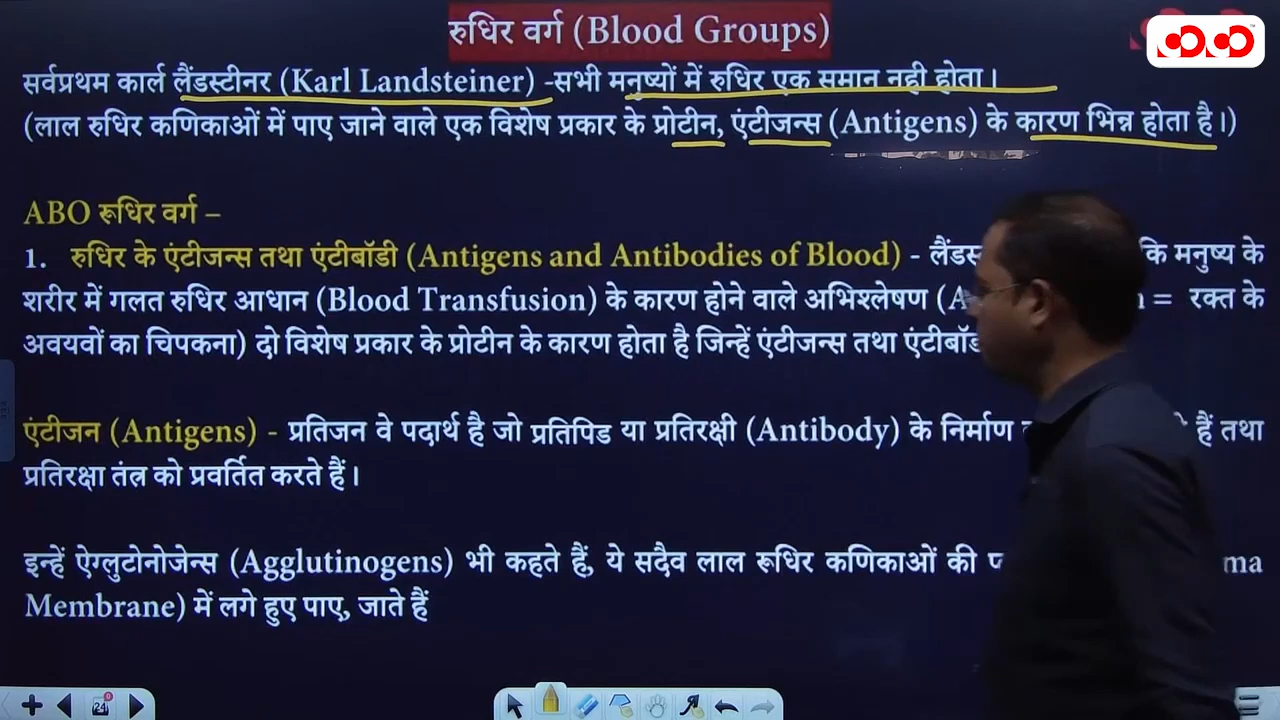 रुधिर वर्ग (Blood Groups)
सर्वप्रथम कार्ल लैंडस्टीनर (Karl Landsteiner) -सभी मनुष्यों में रुधिर एक समान नही होता।
(लाल रुधिर कणिकाओं में पाए जाने वाले एक विशेष प्रकार के प्रोटीन, एंटीजन्स (Antigens) के कारण भिन्न होता है।)
ABO रूधिर वर्ग –
1. रुधिर के एंटीजन्स तथा एंटीबॉडी (Antigens and Antibodies of Blood) - कि मनुष्य के
शरीर में गलत रुधिर आधान (Blood Transfusion) के कारण होने वाले अभिश्लेषण = रक्त के
अवयवों का चिपकना) दो विशेष प्रकार के प्रोटीन के कारण होता है जिन्हें एंटीजन्स तथा
एंटीजन (Antigens) - प्रतिजन वे पदार्थ है जो प्रतिपिड या प्रतिरक्षी (Antibody) के निर्माण हैं तथा
प्रतिरक्षा तंत्र को प्रवर्तित करते हैं।
इन्हें ऐग्लुटोनोजेन्स (Agglutinogens) भी कहते हैं, ये सदैव लाल रूधिर कणिकाओं की
Membrane) में लगे हुए पाए, जाते हैं
24